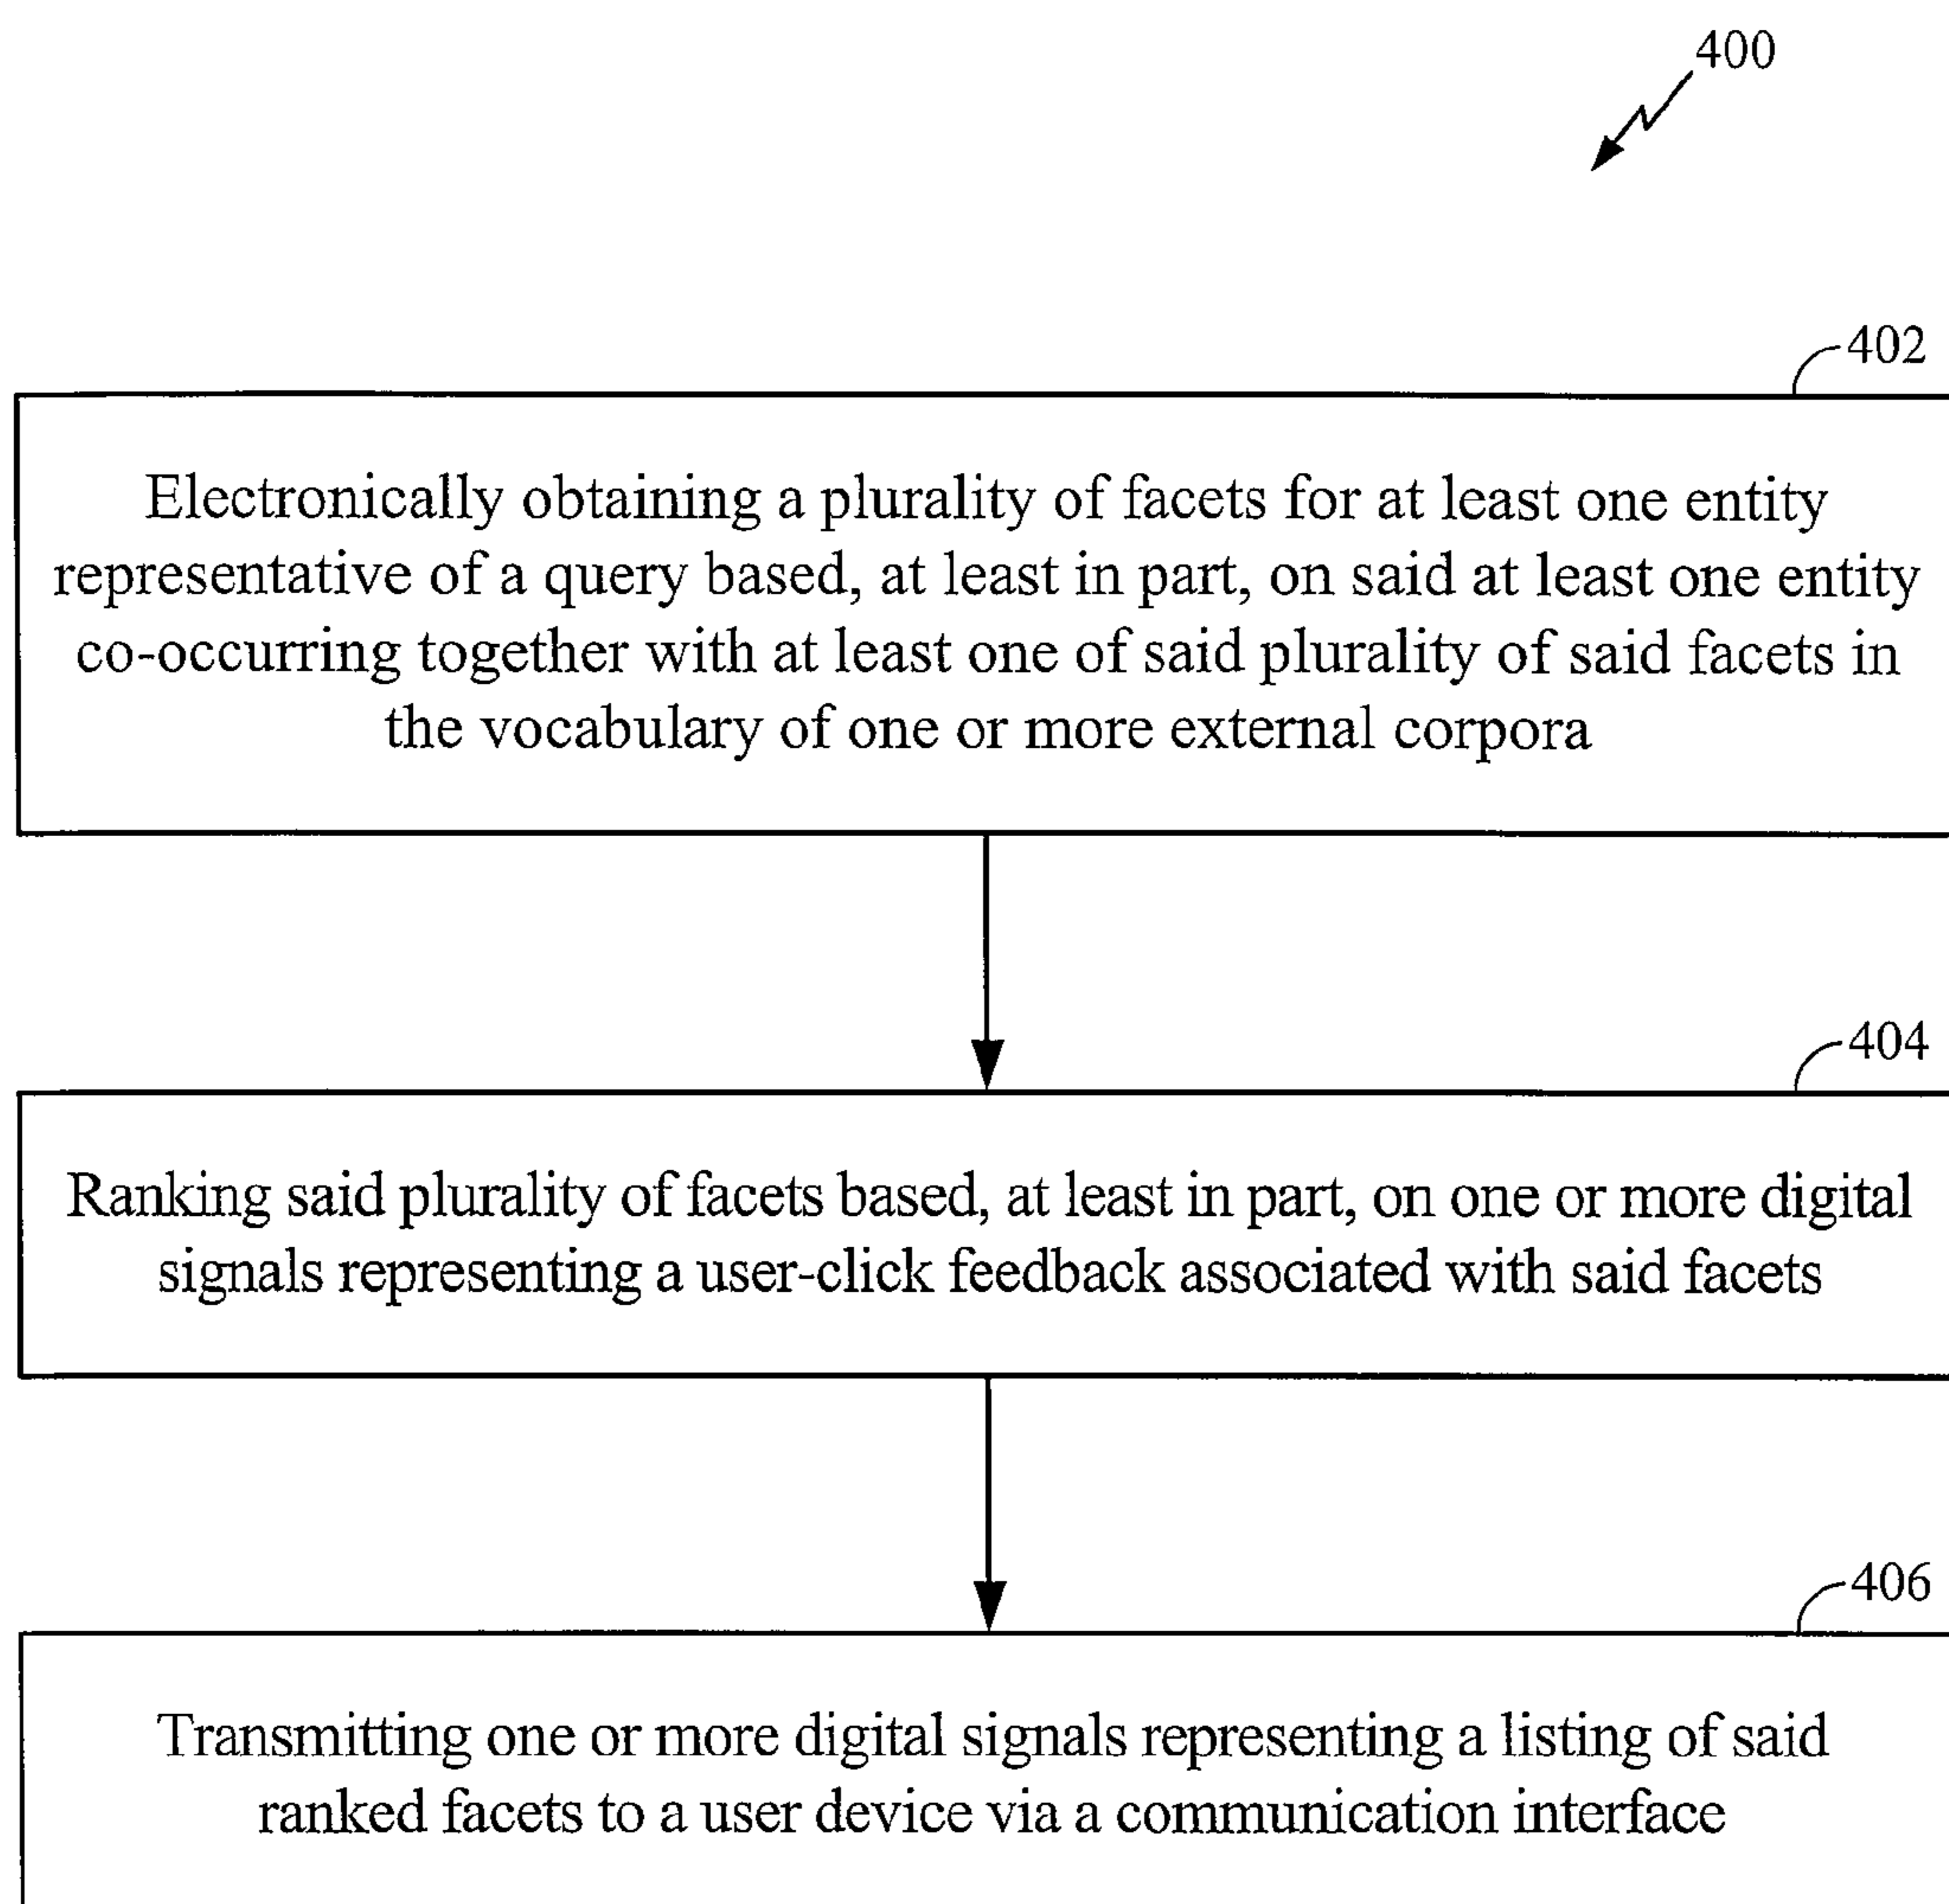 400
402
Electronically obtaining a plurality of facets for at least one entity
representative of a query based, at least in part, on said at least one entity
co-occurring together with at least one of said plurality of said facets in
the vocabulary of one or more external corpora
404
Ranking said plurality of facets based, at least in part, on one or more digital
signals representing a user-click feedback associated with said facets
406
Transmitting one or more digital signals representing a listing of said
ranked facets to a user device via a communication interface